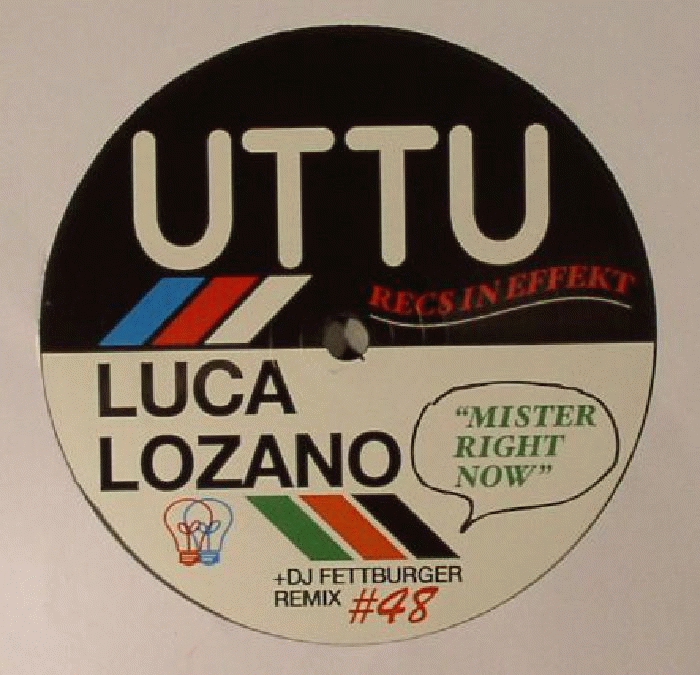 UTTU
RECS IN EFFEKT
LUCA
LOZANO
“MISTER
RIGHT
NOW”
+DJ FETTBURGER
REMIX #48